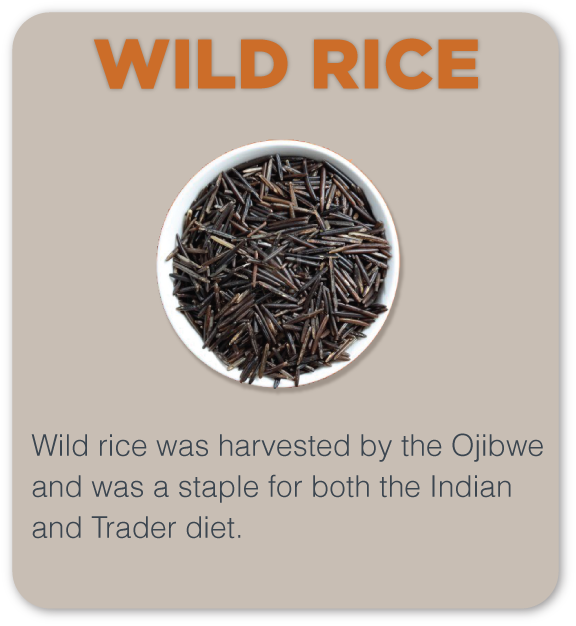 WILD RICE
Wild rice was harvested by the Ojibwe
and was a staple for both the Indian
and Trader diet.